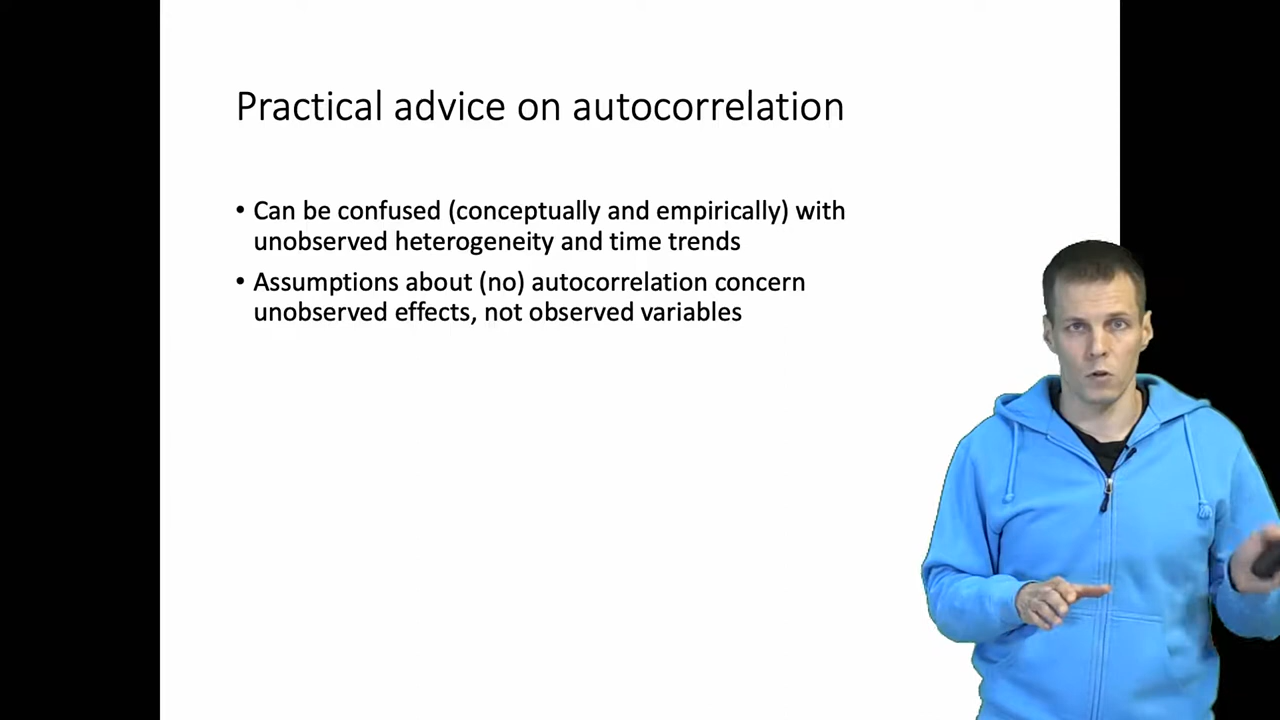 Practical advice on autocorrelation
• Can be confused (conceptually and empirically) with
unobserved heterogeneity and time trends
• Assumptions about (no) autocorrelation concern
unobserved effects, not observed variables